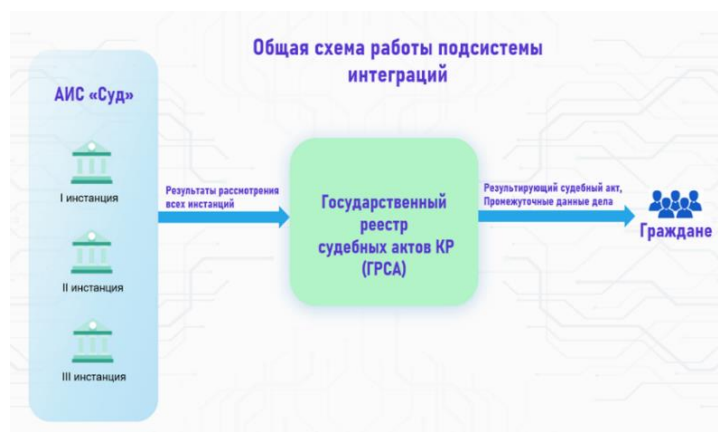 Общая схема работы подсистемы
интеграций
АИС «Суд»
I инстанция
II инстанция
III инстанция
Результаты рассмотрения
всех инстанций
Государственный
реестр
судебных актов КР
(ГРСА)
Результирующий судебный акт,
Промежуточные данные дела
Граждане